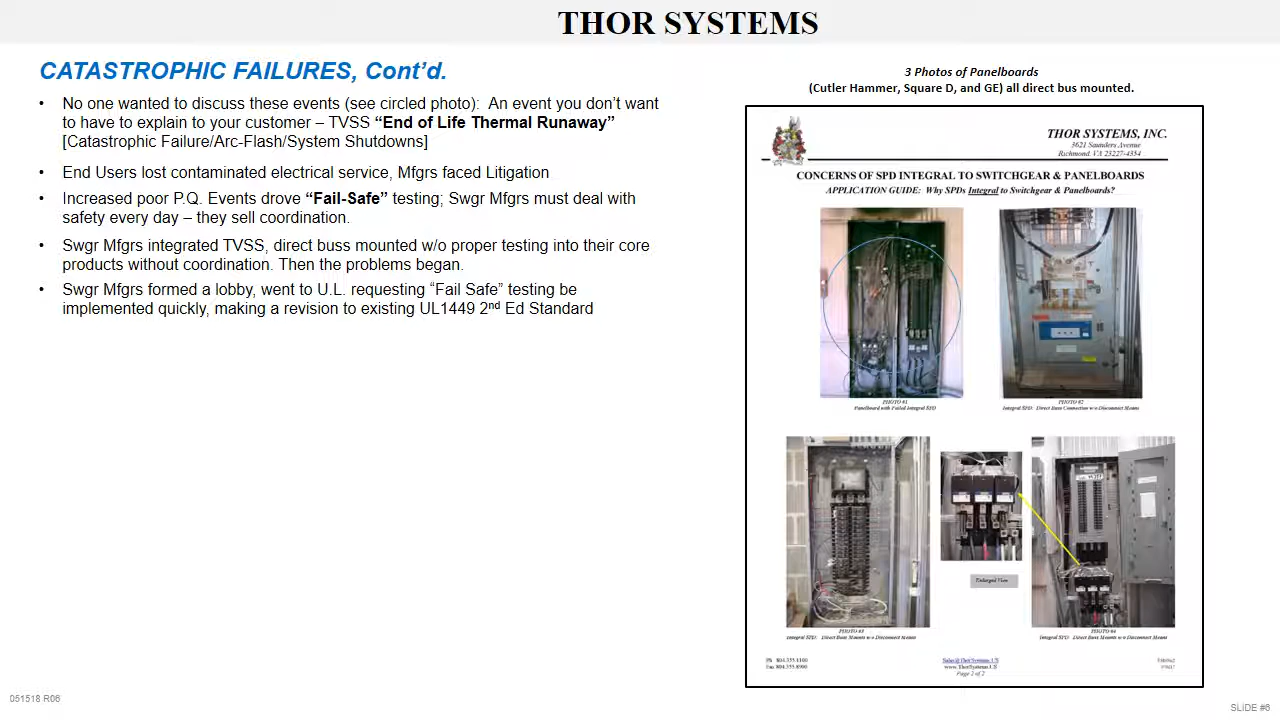 THOR SYSTEMS
CATASTROPHIC FAILURES, Cont’d.
• No one wanted to discuss these events (see circled photo): An event you don’t want
to have to explain to your customer – TVSS “End of Life Thermal Runaway”
[Catastrophic Failure/Arc-Flash/System Shutdowns]
• End Users lost contaminated electrical service, Mfgrs faced Litigation
• Increased poor P.Q. Events drove “Fail-Safe” testing; Swgr Mfgrs must deal with
safety every day – they sell coordination.
• Swgr Mfgrs integrated TVSS, direct buss mounted w/o proper testing into their core
products without coordination. Then the problems began.
• Swgr Mfgrs formed a lobby, went to U.L. requesting “Fail Safe” testing be
implemented quickly, making a revision to existing UL1449 2nd Ed Standard
3 Photos of Panelboards
(Cutler Hammer, Square D, and GE) all direct bus mounted.
THOR SYSTEMS, INC.
3621 Saunders Avenue
Richmond, VA 23227-4354
CONCERNS OF SPD INTEGRAL TO SWITCHGEAR & PANELBOARDS
APPLICATION GUIDE: Why SPDs Integral to Switchgear & Panelboards?
PHOTO #1
Panelboard with Failed Integral SPD
PHOTO #2
Integral SPD: Direct Buss Connection w/o Disconnect Means
Enlarged View
PHOTO #3
Integral SPD: Direct Buss Mounts w/o Disconnect Means
PHOTO #4
Integral SPD: Direct Buss Mounts w/o Disconnect Means
Ph 804.355.1100
Fax 804.355.8900
Sales@ThorSystems.US
www.ThorSystems.US
Page 2 of 2
051518 R06
SLIDE #6